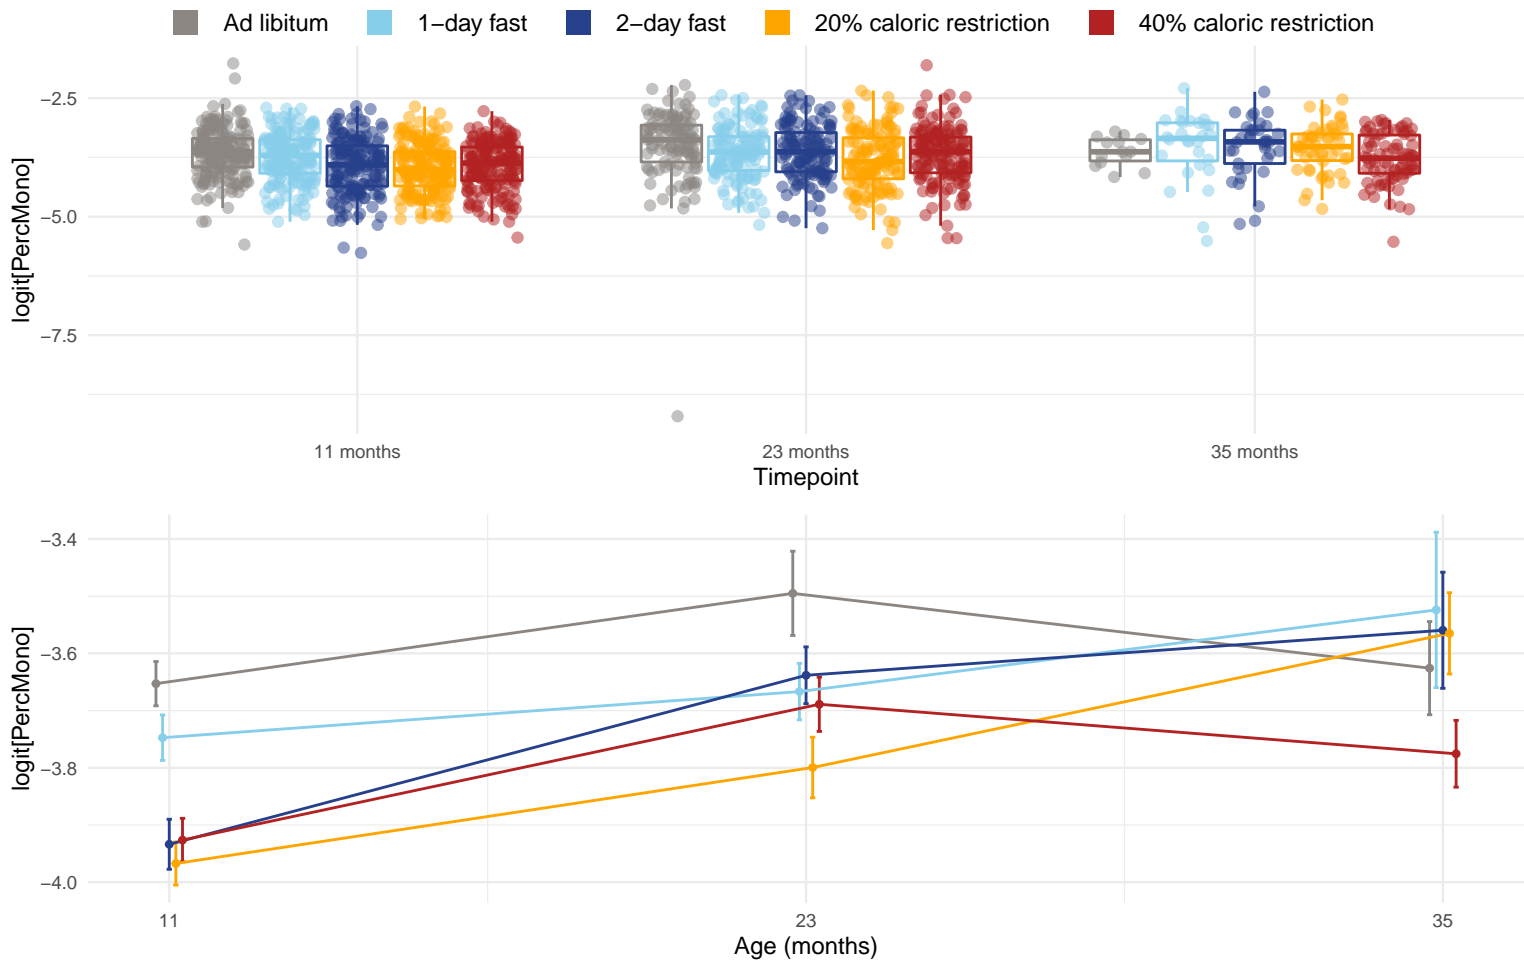 Ad libitum 1−day fast 2−day fast 20% caloric restriction 40% caloric restriction
−2.5
−5.0
−7.5
logit[PercMono]
11 months 23 months 35 months
Timepoint
−3.4
−3.6
−3.8
−4.0
logit[PercMono]
11 23 35
Age (months)